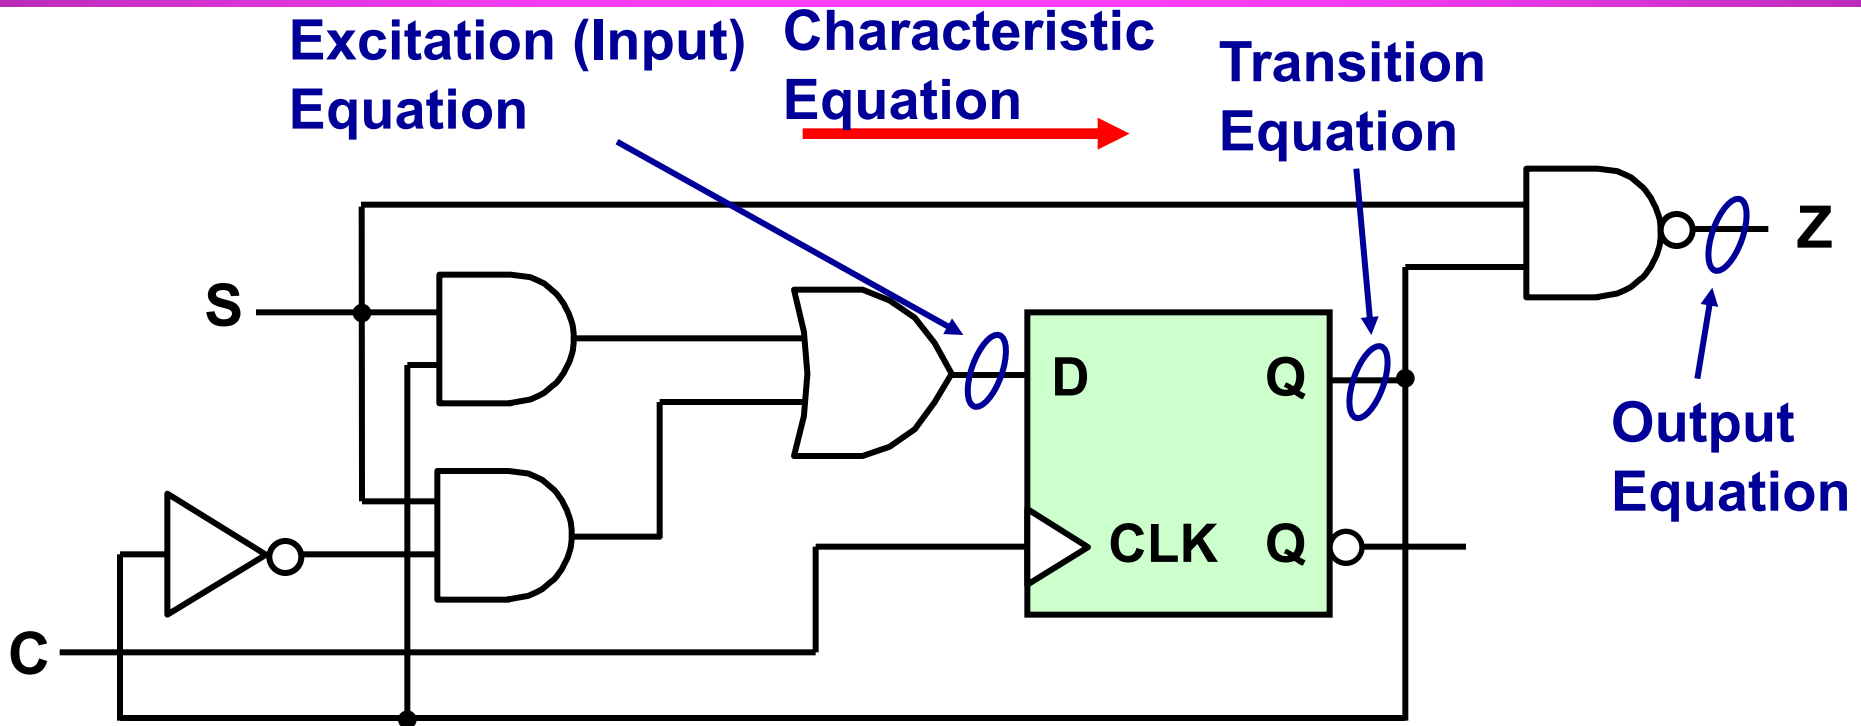 Excitation (Input)
Equation
Characteristic
Equation
Transition
Equation
Z
S
D
Q
Output
Equation
CLK
Q
C